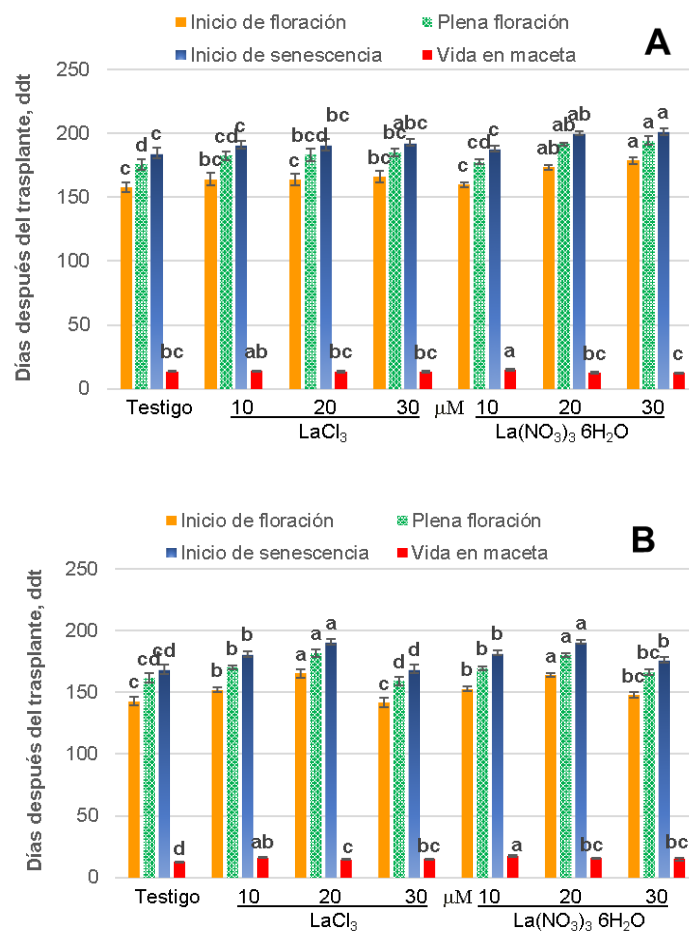 Inicio de floración Plena floración
A
Inicio de senescencia Vida en maceta
Días después del trasplante, ddt
250
200
150
100
50
0
c d c bc
bc cd c ab
c bcd bc bc
bc bc abc bc
c cd c a
ab ab ab bc
a a a c
Testigo 10 20 30 μM 10 20 30
LaCl₃ La(NO₃)₃ 6H₂O
Inicio de floración Plena floración
B
Inicio de senescencia Vida en maceta
Días después del trasplante, ddt
250
200
150
100
50
0
c cd cd d
b b b ab
a a a c
c d d bc
b b b a
a a a bc
bc bc b bc
Testigo 10 20 30 μM 10 20 30
LaCl₃ La(NO₃)₃ 6H₂O